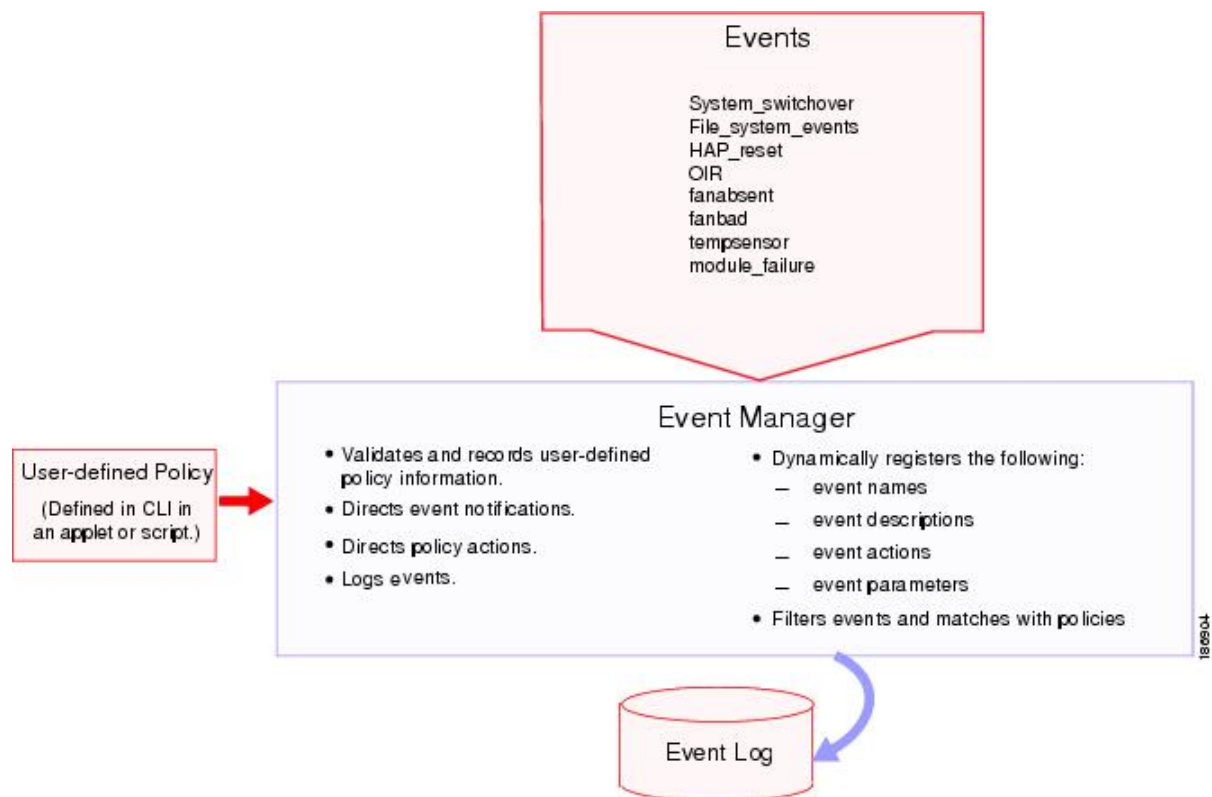 Events
System_switchover
File_system_events
HAP_reset
OIR
fanabsent
fanbad
tempsensor
module_failure
Event Manager
User-defined Policy
(Defined in CLI in
an applet or script.)
• Validates and records user-defined
policy information.
• Directs event notifications.
• Directs policy actions.
• Logs events.
• Dynamically registers the following:
– event names
– event descriptions
– event actions
– event parameters
• Filters events and matches with policies
186904
Event Log